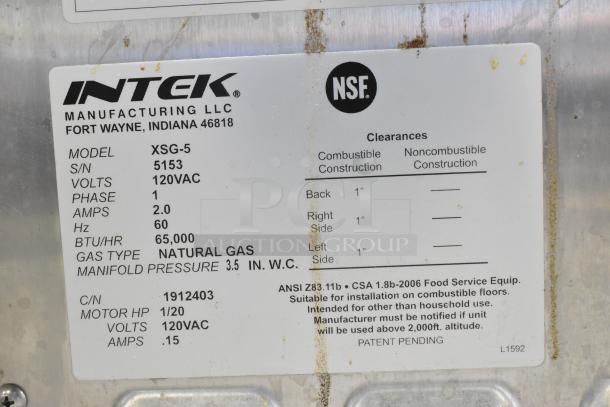 INTEK®
MANUFACTURING LLC
FORT WAYNE, INDIANA 46818
NSF®
MODEL XSG-5
S/N 5153
VOLTS 120VAC
PHASE 1
AMPS 2.0
Hz 60
BTU/HR 65,000
GAS TYPE NATURAL GAS
MANIFOLD PRESSURE 3.5 IN. W.C.
C/N 1912403
MOTOR HP 1/20
VOLTS 120VAC
AMPS .15
Clearances
Combustible Construction Noncombustible Construction
Back 1" —
Right Side 1" —
Left Side 1" —
PCI
AUCTION GROUP
ANSI Z83.11b • CSA 1.8b-2006 Food Service Equip.
Suitable for installation on combustible floors.
Intended for other than household use.
Manufacturer must be notified if unit
will be used above 2,000ft. altitude.
PATENT PENDING
L1592